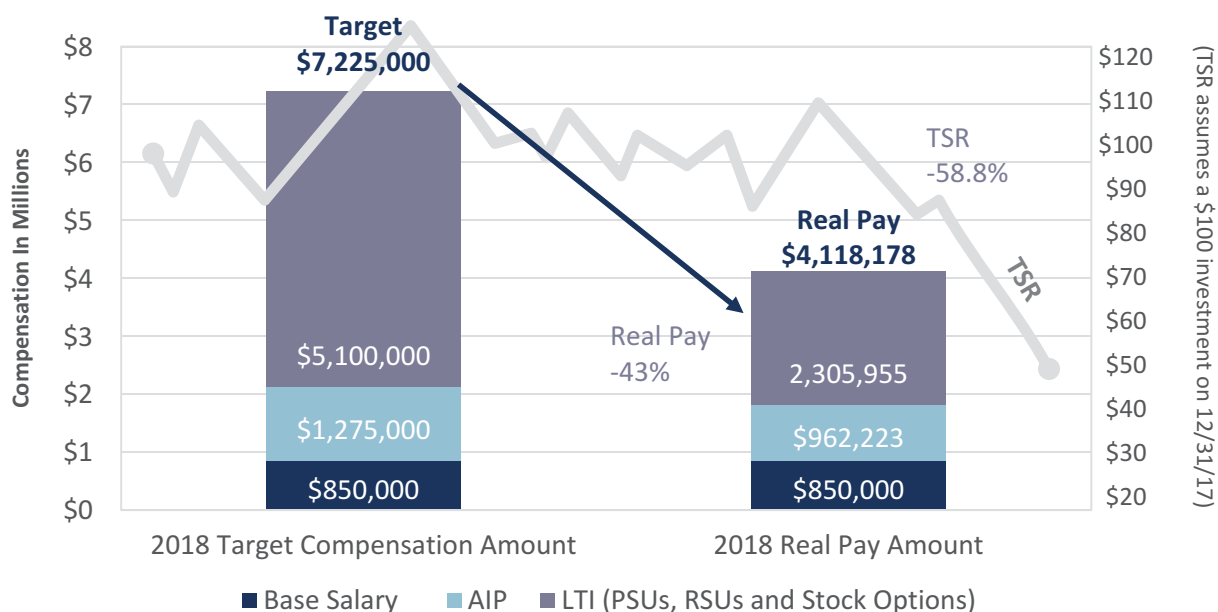 Target
$7,225,000
Compensation In Millions
$8
$7
$6
$5
$4
$3
$2
$1
$0
$5,100,000
$1,275,000
$850,000
Real Pay
-43%
Real Pay
$4,118,178
2,305,955
$962,223
$850,000
TSR
-58.8%
TSR
$120
$110
$100
$90
$80
$70
$60
$50
$40
$30
$20
(TSR assumes a $100 investment on 12/31/17)
2018 Target Compensation Amount
2018 Real Pay Amount
Base Salary
AIP
LTI (PSUs, RSUs and Stock Options)